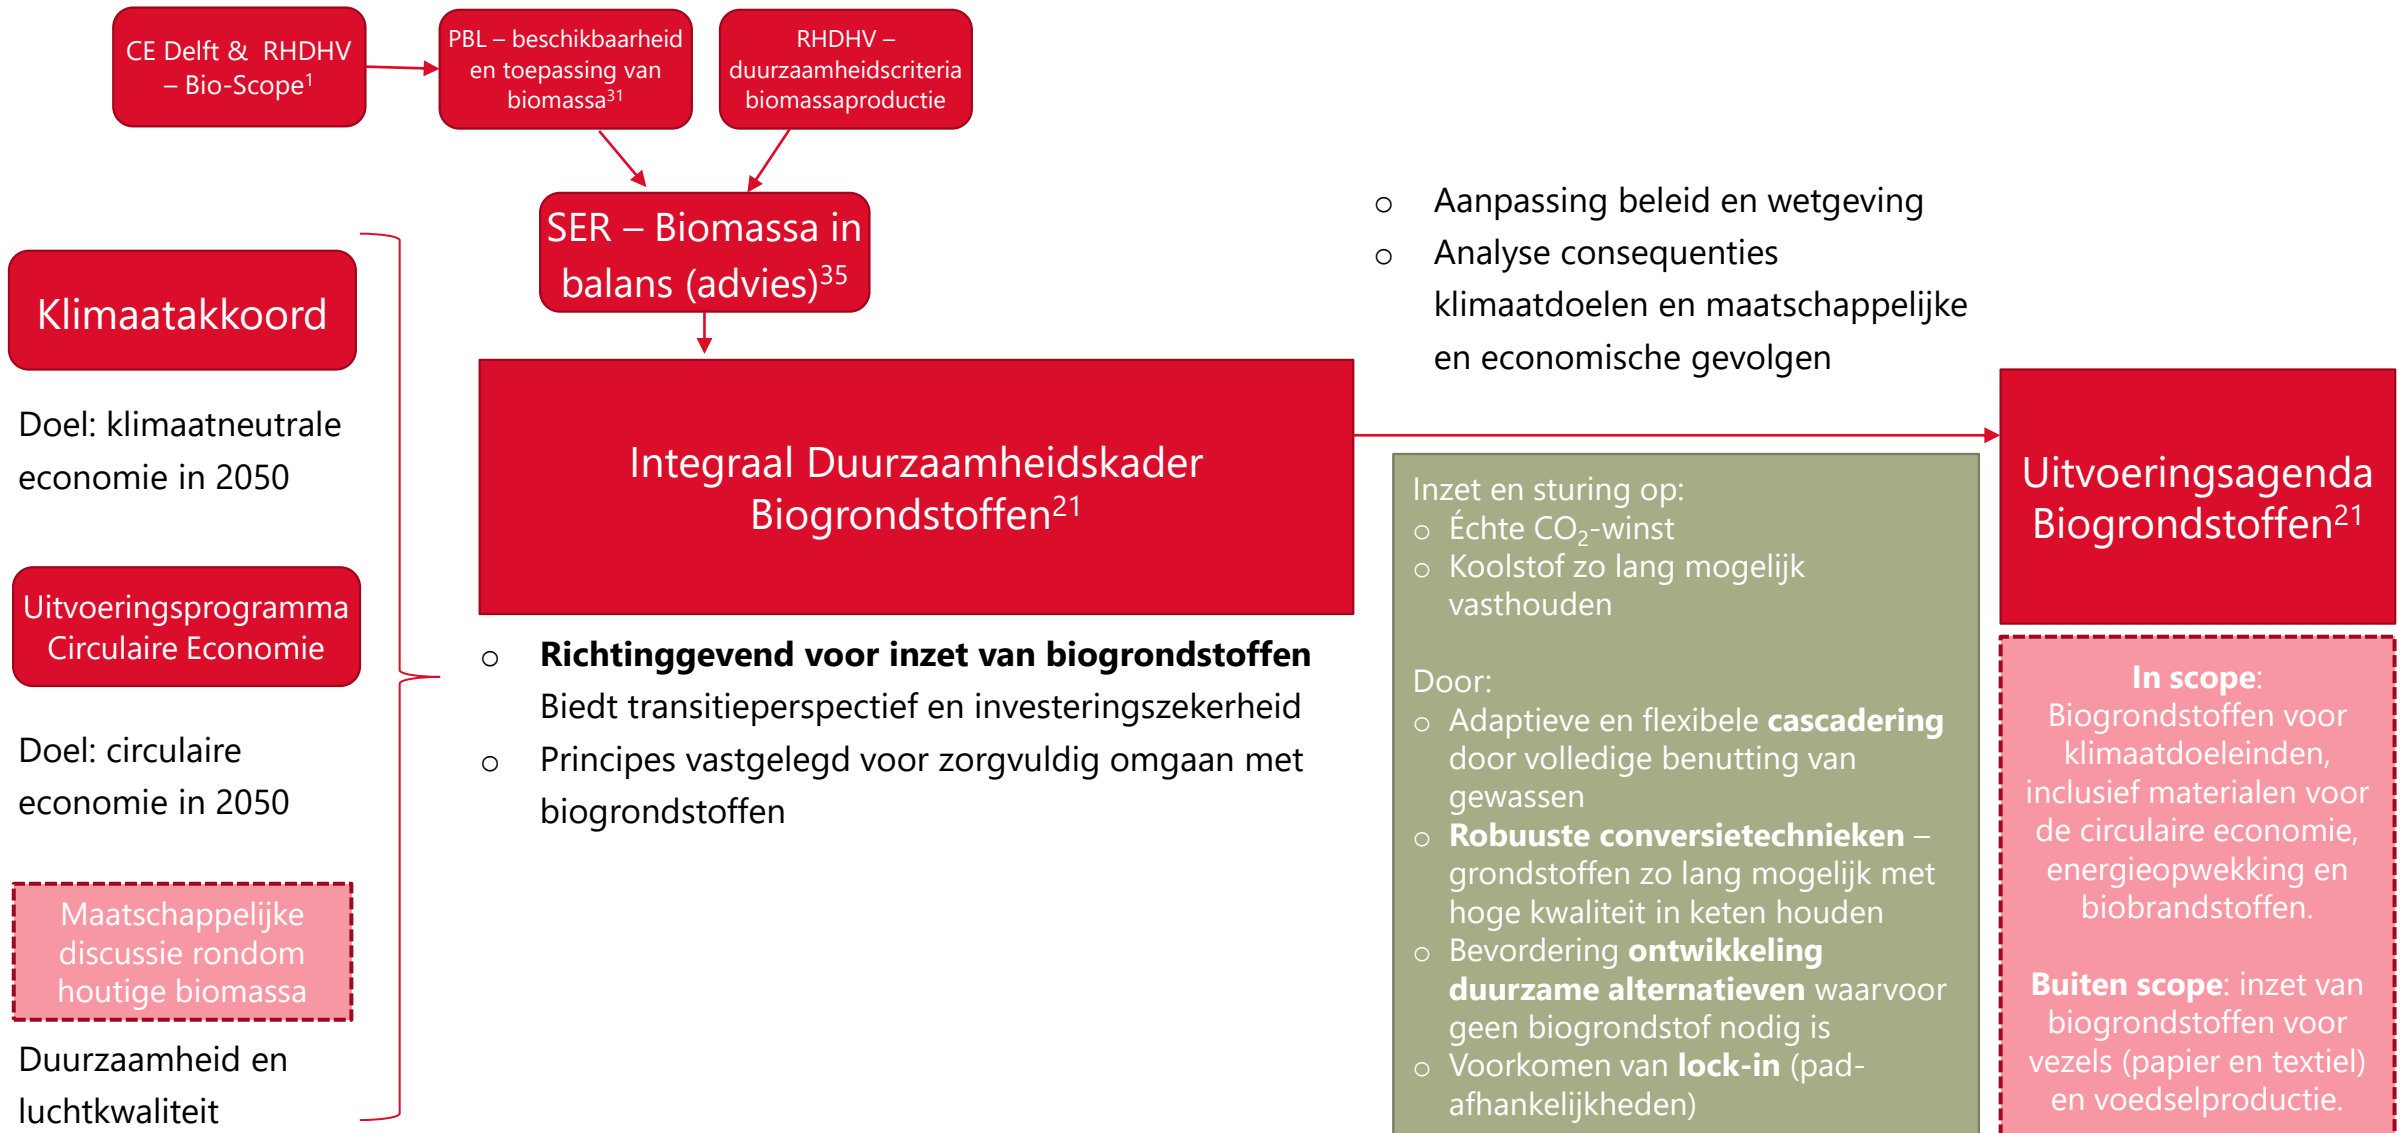 CE Delft & RHDHV
– Bio-Scope¹
PBL – beschikbaarheid
en toepassing van
biomassa³¹
RHDHV –
duurzaamheidscriteria
biomassaproductie
SER – Biomassa in
balans (advies)³⁵
Klimaatakkoord
Doel: klimaatneutrale
economie in 2050
Uitvoeringsprogramma
Circulaire Economie
Doel: circulaire
economie in 2050
Maatschappelijke
discussie rondom
houtige biomassa
Duurzaamheid en
luchtkwaliteit
Integraal Duurzaamheidskader
Biogrondstoffen²¹
○ Richtinggevend voor inzet van biogrondstoffen
Biedt transitieperspectief en investeringszekerheid
○ Principes vastgelegd voor zorgvuldig omgaan met
biogrondstoffen
○ Aanpassing beleid en wetgeving
○ Analyse consequenties
klimaatdoelen en maatschappelijke
en economische gevolgen
Inzet en sturing op:
○ Échte CO₂-winst
○ Koolstof zo lang mogelijk
vasthouden
Door:
○ Adaptieve en flexibele cascadering
door volledige benutting van
gewassen
○ Robuuste conversietechnieken –
grondstoffen zo lang mogelijk met
hoge kwaliteit in keten houden
○ Bevordering ontwikkeling
duurzame alternatieven waarvoor
geen biogrondstof nodig is
○ Voorkomen van lock-in (pad-
afhankelijkheden)
Uitvoeringsagenda
Biogrondstoffen²¹
In scope:
Biogrondstoffen voor
klimaatdoeleinden,
inclusief materialen voor
de circulaire economie,
energieopwekking en
biobrandstoffen.
Buiten scope: inzet van
biogrondstoffen voor
vezels (papier en textiel)
en voedselproductie.